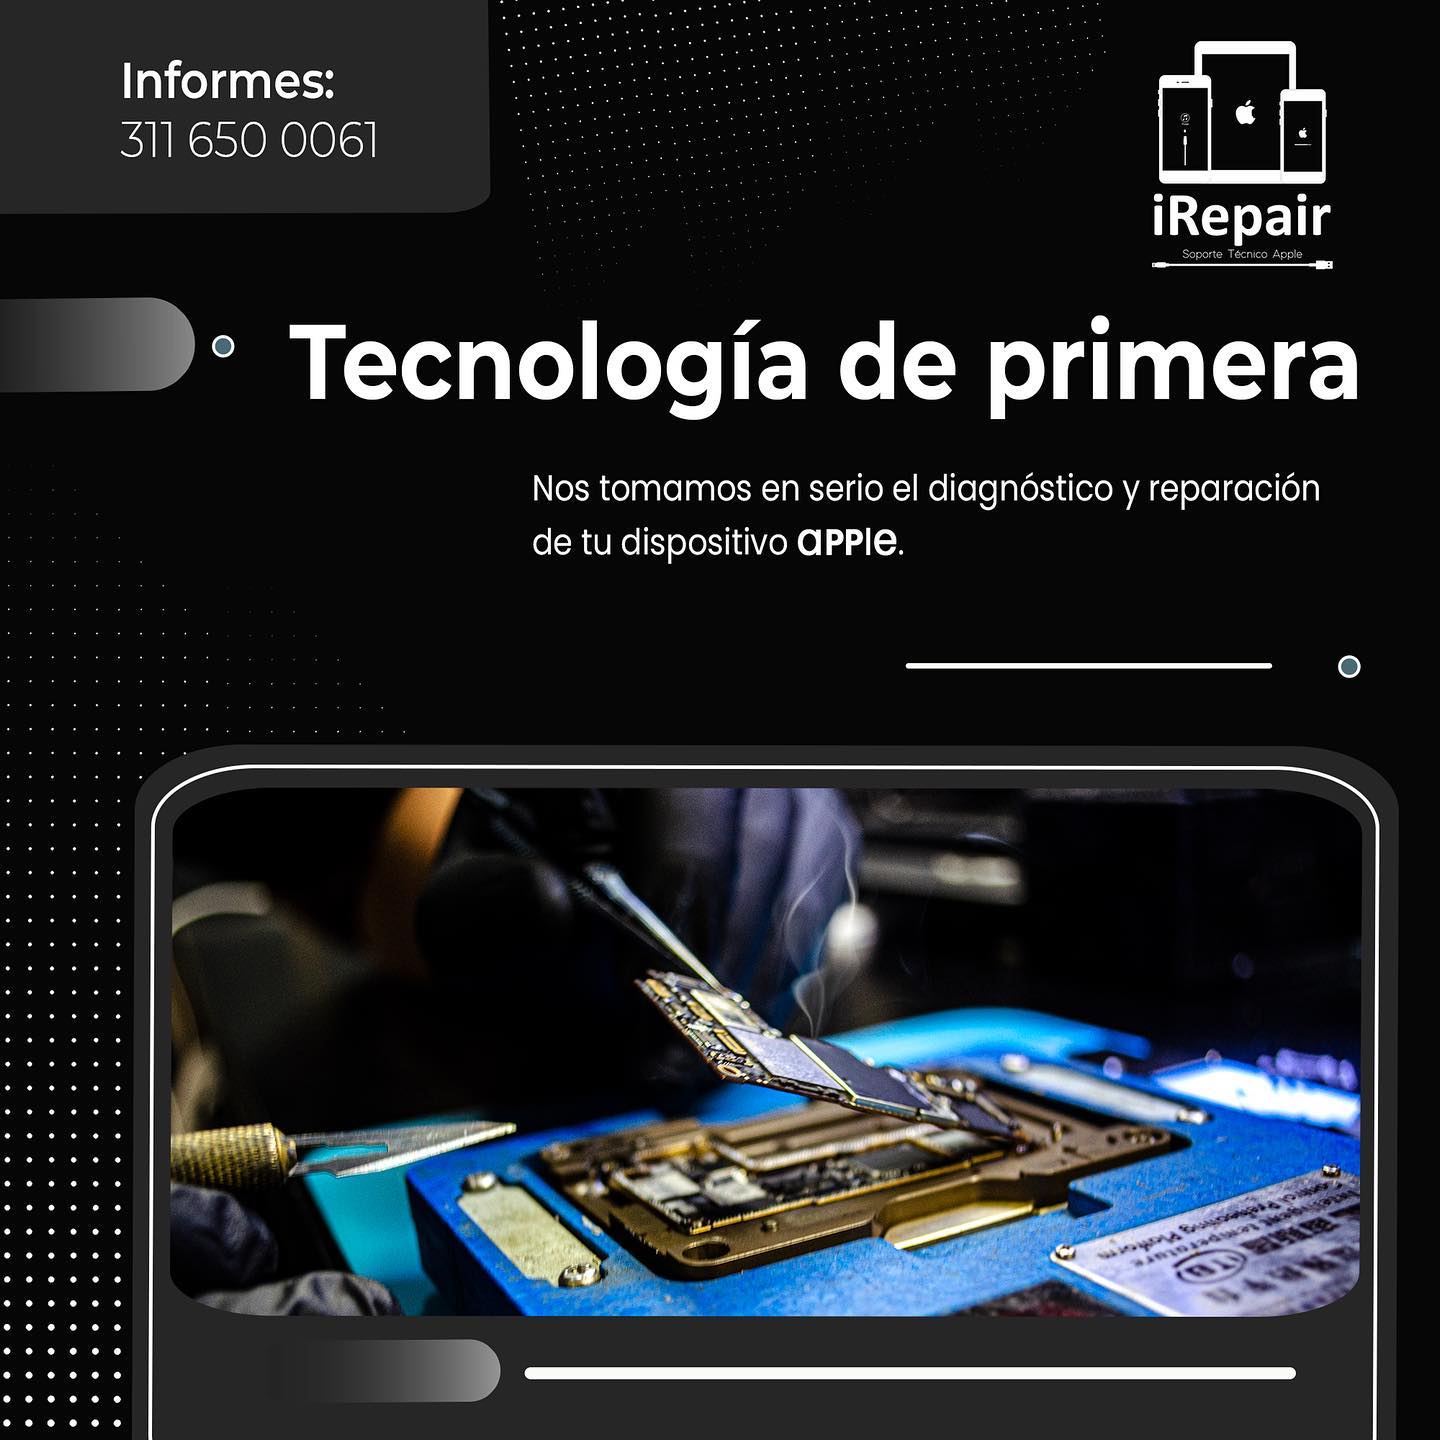 Informes:
311 650 0061
iRepair
Soporte Técnico Apple
Tecnología de primera
Nos tomamos en serio el diagnóstico y reparación
de tu dispositivo aPPle.